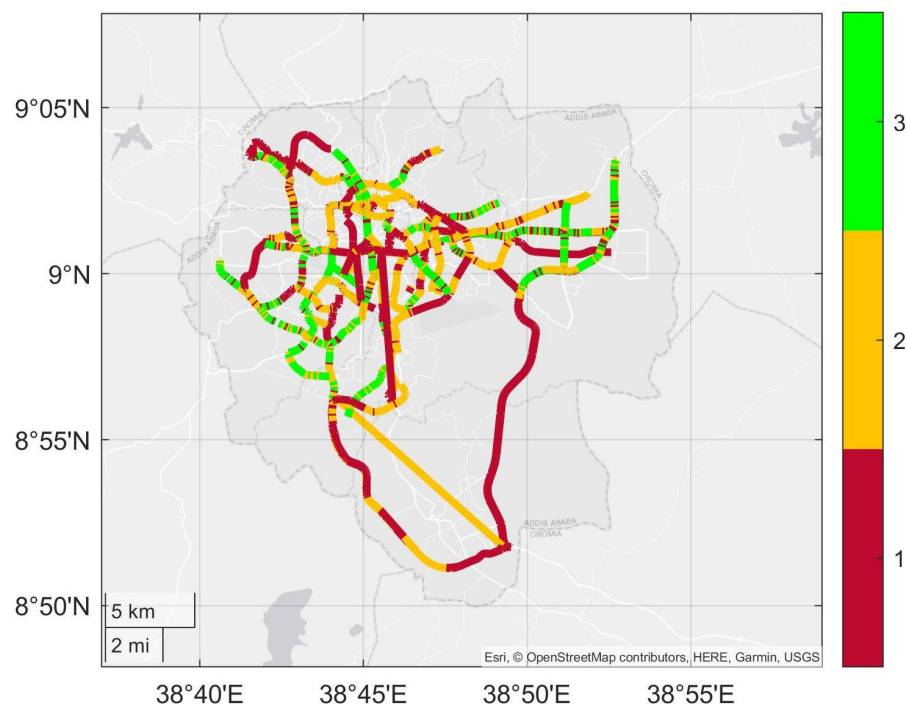 9°05'N
9°N
8°55'N
8°50'N
38°40'E
38°45'E
38°50'E
38°55'E
OROMIA
ADDIS ABABA
OROMIA
ADDIS ABABA
OROMIA
ADDIS ABABA
OROMIA
5 km
2 mi
Esri, © OpenStreetMap contributors, HERE, Garmin, USGS
3
2
1